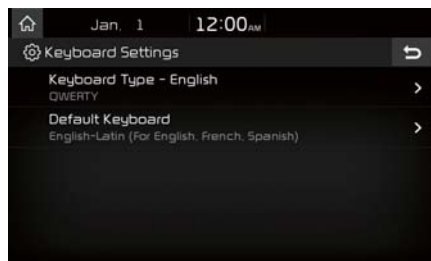 Jan. 1 12:00AM
Keyboard Settings
Keyboard Type - English
QWERTY
Default Keyboard
English-Latin (For English, French, Spanish)